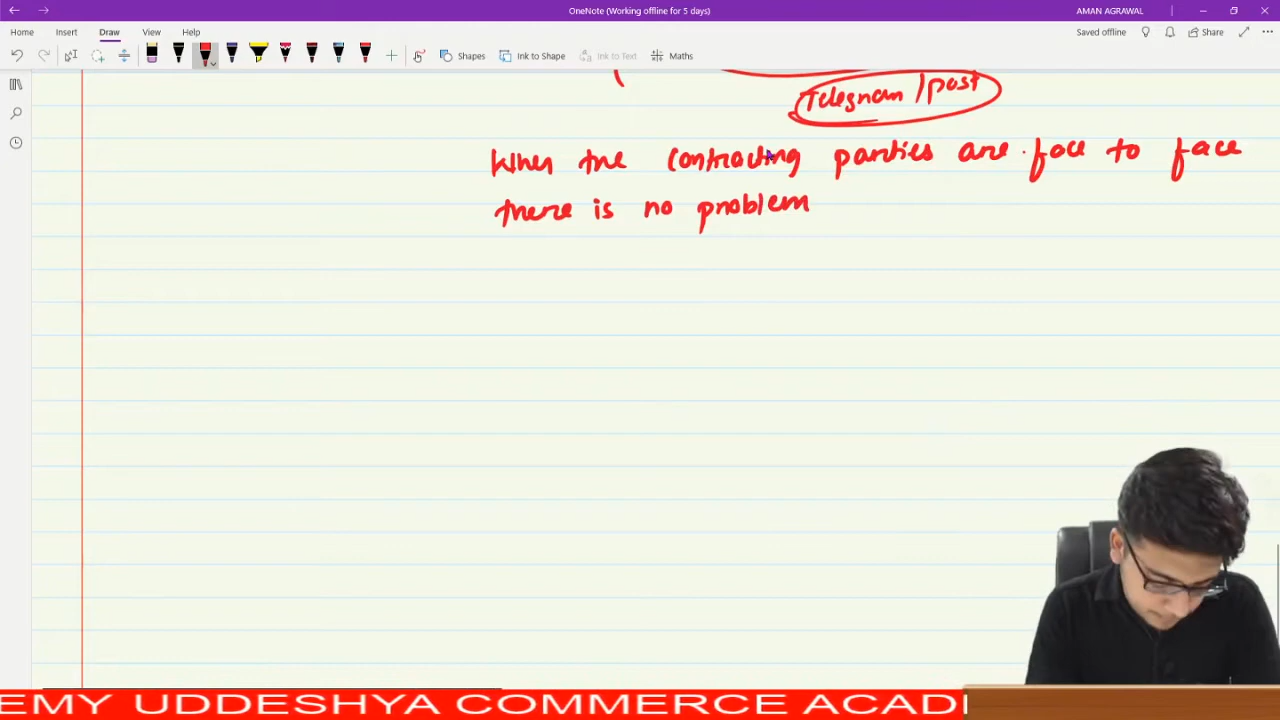 OneNote (Working offline for 5 days)
AMAN AGRAWAL
Home Insert Draw View Help
Saved offline
Share
Shapes
Ink to Shape
Ink to Text
Maths
Telegram / post
When the contracting parties are face to face
there is no problem
EMY UDDESHYA COMMERCE ACAD